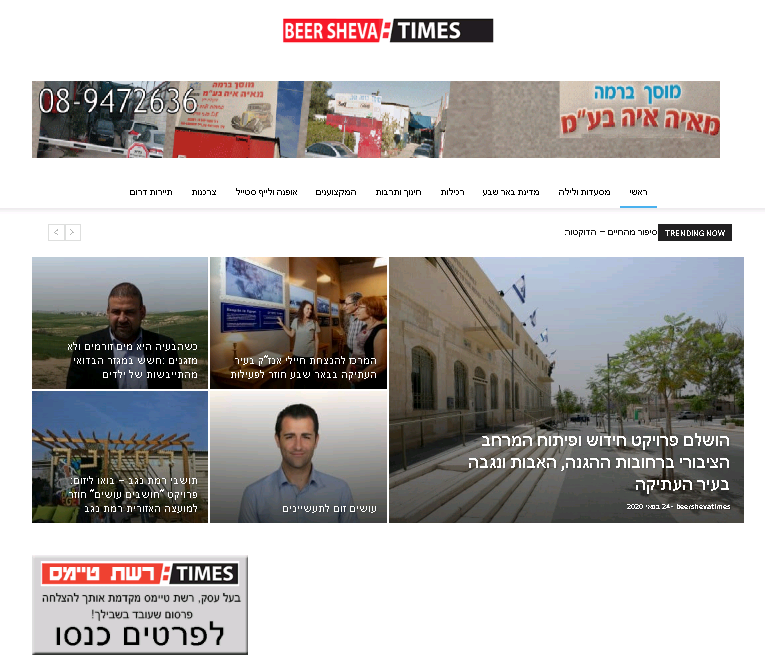 BEER SHEVA:TIMES
08-9472636
מוסך ברמה
מאיה איה בע"מ
ראשי
מסעדות ולילה
מדינת באר שבע
רכילות
חינוך ותרבות
המקצוענים
אופנה ולייף סטייל
צרכנות
תיירות דרום
TRENDING NOW
סיפור מהחיים – הדוקטור:
הושלם פרויקט חידוש ופיתוח המרחב
הציבורי ברחובות ההגנה, האבות ונגבה
בעיר העתיקה
beershevatimes - 24 במאי 2020
המרכז להנצחת חיילי אנז"ק בעיר
העתיקה בבאר שבע חוזר לפעילות
כשהבעיה היא מים זורמים ולא
מזגנים: חשש במגזר הבדואי
מהתייבשות של ילדים
עושים זום לתעשיינים
תושבי רמת נגב – בואו ליזום:
פרויקט "חושבים עושים" חוזר
למועצה האזורית רמת נגב
רשת טיימס:TIMES
בעל עסק, רשת טיימס מקדמת אותך להצלחה
פרסום שעובד בשבילך!
לפרטים כנסו